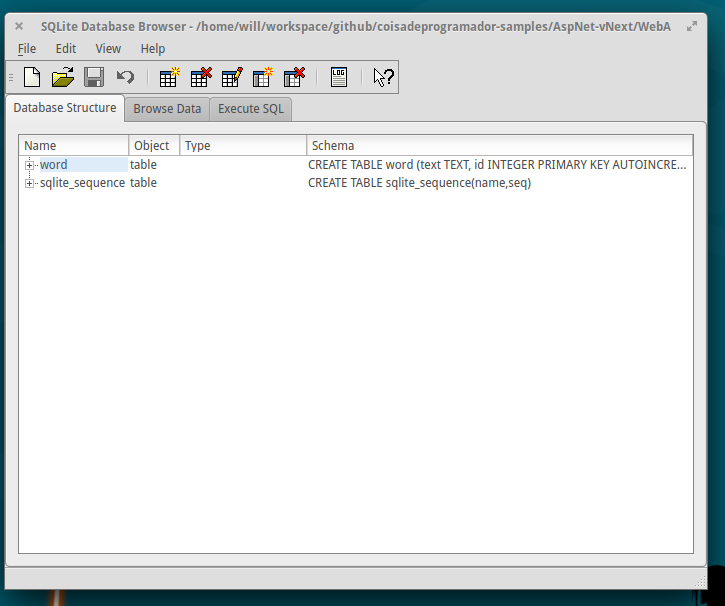 SQLite Database Browser - /home/will/workspace/github/coisadeprogramador-samples/AspNet-vNext/WebA
File Edit View Help
LOG
Database Structure Browse Data Execute SQL
Name Object Type Schema
word table CREATE TABLE word (text TEXT, id INTEGER PRIMARY KEY AUTOINCRE...
sqlite_sequence table CREATE TABLE sqlite_sequence(name,seq)